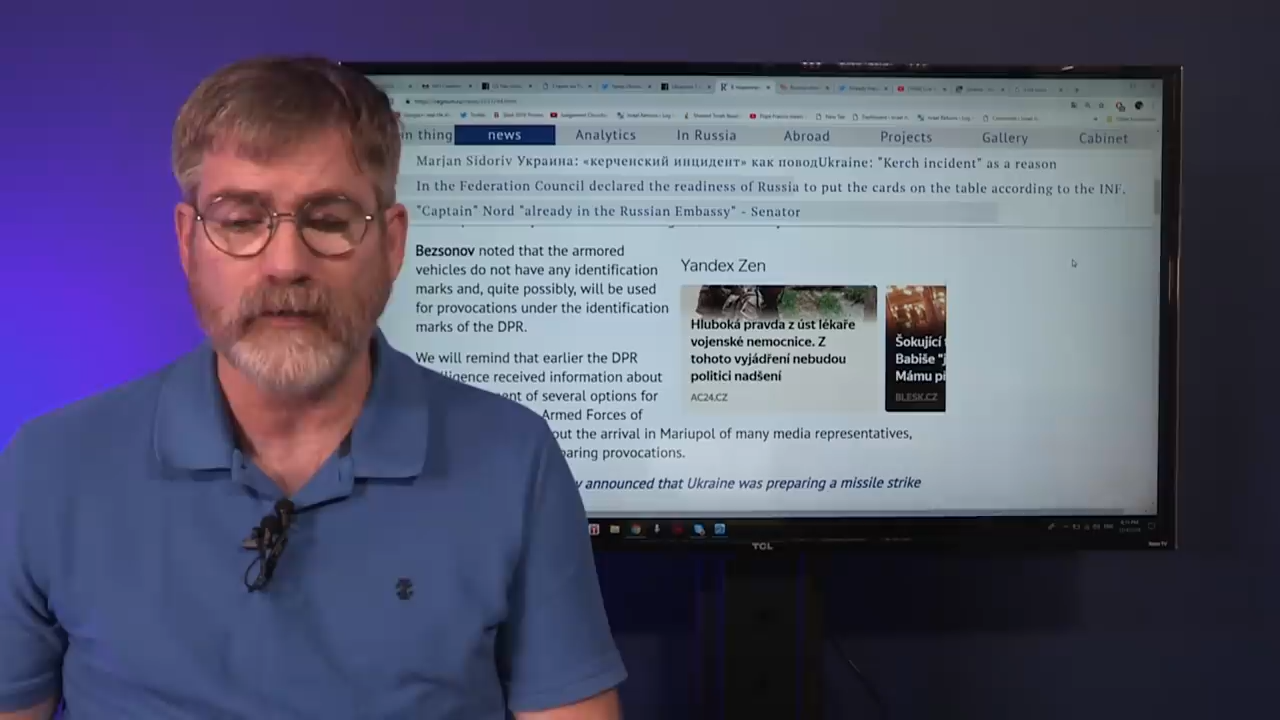 in thing news Analytics In Russia Abroad Projects Gallery Cabinet
Marjan Sidoriv Украина: «керченский инцидент» как поводUkraine: "Kerch incident" as a reason
In the Federation Council declared the readiness of Russia to put the cards on the table according to the INF.
"Captain" Nord "already in the Russian Embassy" - Senator
Bezsonov noted that the armored
vehicles do not have any identification
marks and, quite possibly, will be used
for provocations under the identification
marks of the DPR.
We will remind that earlier the DPR
lligence received information about
ent of several options for
Armed Forces of
out the arrival in Mariupol of many media representatives,
paring provocations.
y announced that Ukraine was preparing a missile strike
Yandex Zen
Hluboká pravda z úst lékaře
vojenské nemocnice. Z
tohoto vyjádření nebudou
politici nadšení
AC24.CZ
Šokující
Babiše "j
Mámu př
BLESK.CZ
TCL